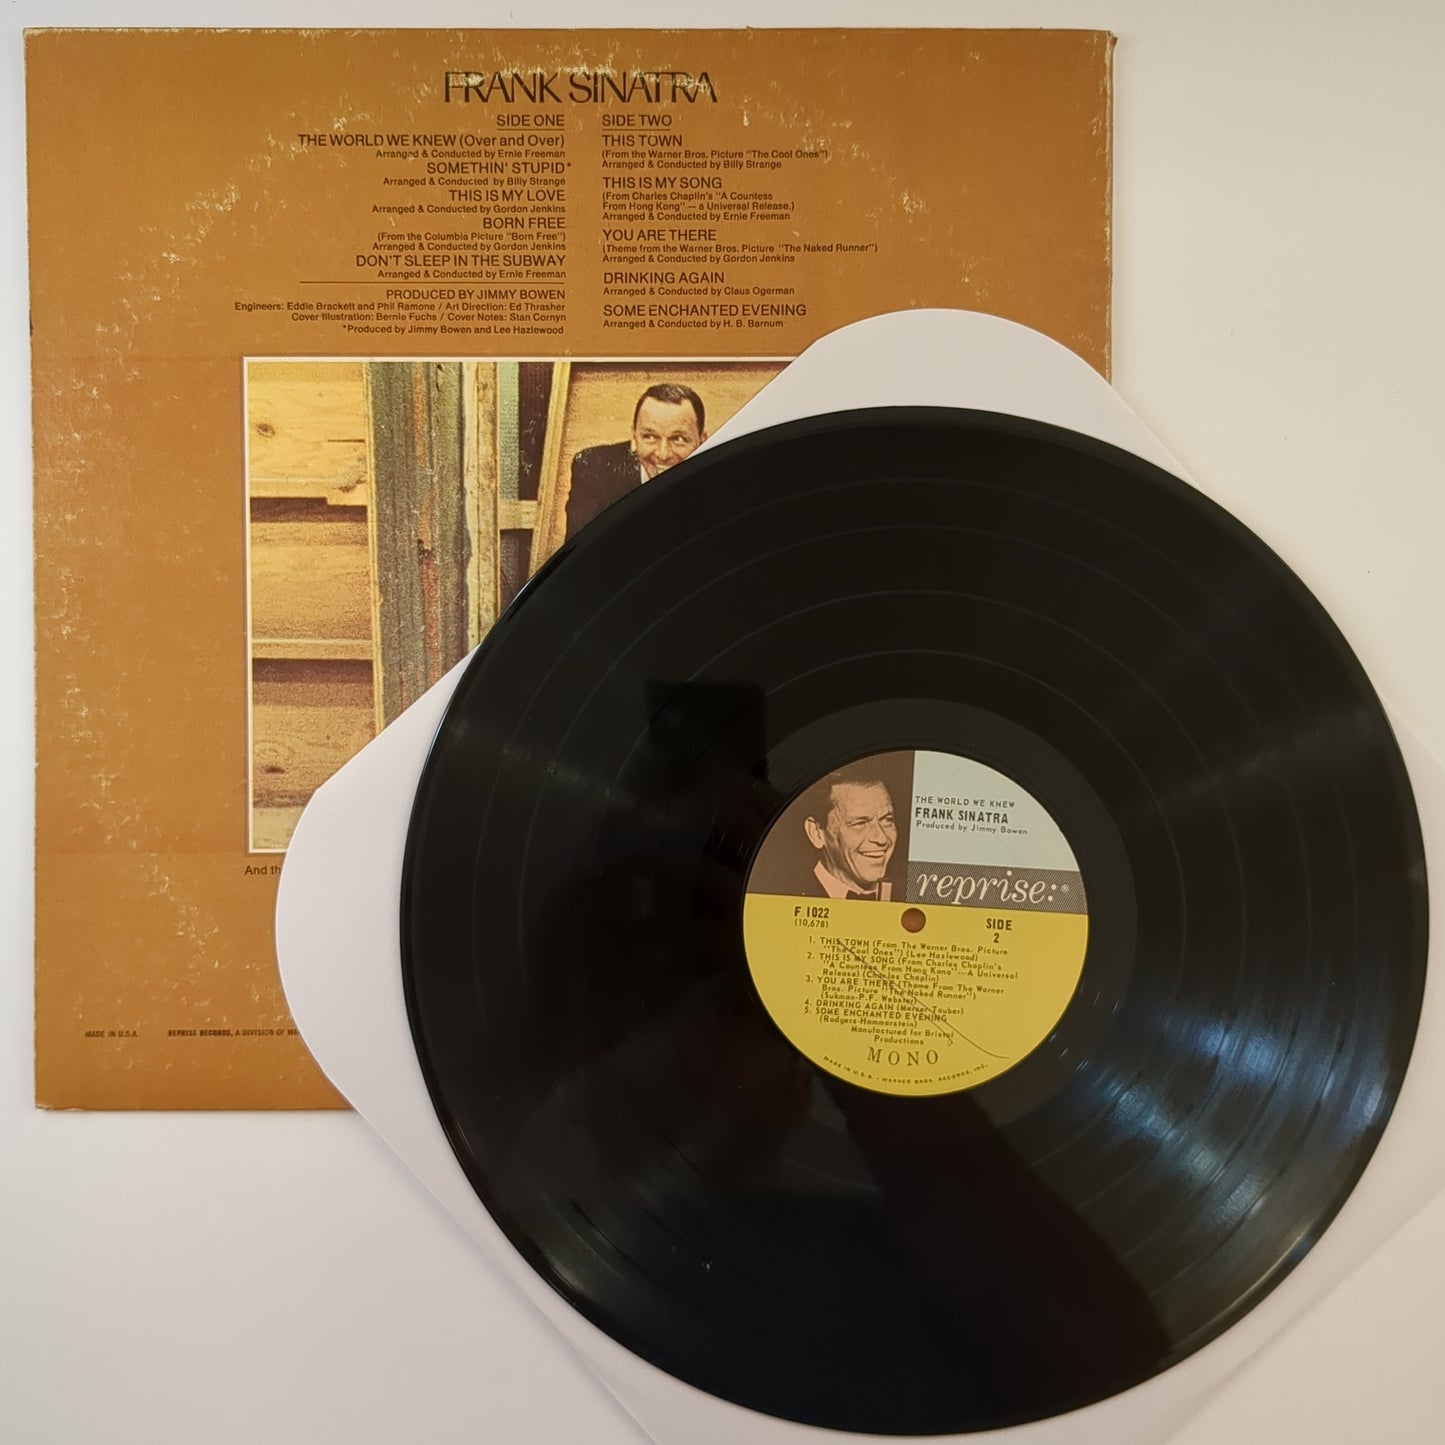 FRANK SINATRA
SIDE ONE
THE WORLD WE KNEW (Over and Over)
Arranged & Conducted by Ernie Freeman
SOMETHIN' STUPID*
Arranged & Conducted by Billy Strange
THIS IS MY LOVE
Arranged & Conducted by Gordon Jenkins
BORN FREE
(From the Columbia Picture "Born Free")
Arranged & Conducted by Gordon Jenkins
DON'T SLEEP IN THE SUBWAY
Arranged & Conducted by Ernie Freeman
PRODUCED BY JIMMY BOWEN
Engineers: Eddie Brackett and Phil Ramone / Art Direction: Ed Thrasher
Cover Illustration: Bernie Fuchs / Cover Notes: Stan Cornyn
*Produced by Jimmy Bowen and Lee Hazlewood
SIDE TWO
THIS TOWN
(From the Warner Bros. Picture "The Cool Ones")
Arranged & Conducted by Billy Strange
THIS IS MY SONG
(From Charles Chaplin's "A Countess
From Hong Kong" — a Universal Release.)
Arranged & Conducted by Ernie Freeman
YOU ARE THERE
(Theme from the Warner Bros. Picture "The Naked Runner")
Arranged & Conducted by Gordon Jenkins
DRINKING AGAIN
Arranged & Conducted by Claus Ogerman
SOME ENCHANTED EVENING
Arranged & Conducted by H. B. Barnum
And th
MADE IN U.S.A. REPRISE RECORDS, A DIVISION OF WA
THE WORLD WE KNEW
FRANK SINATRA
Produced by Jimmy Bowen
reprise:®
F 1022
(10,678)
SIDE
2
1. THIS TOWN (From The Warner Bros. Picture
"The Cool Ones") (Lee Hazlewood)
2. THIS IS MY SONG (From Charles Chaplin's
"A Countess From Hong Kong"---A Universal
Release) (Charles Chaplin)
3. YOU ARE THERE (Theme From The Warner
Bros. Picture "The Naked Runner")
(Sukman-P.F. Webster)
4. DRINKING AGAIN (Mercer-Tauber)
5. SOME ENCHANTED EVENING
(Rodgers-Hammerstein)
Manufactured for Bristol
Productions
MONO
MADE IN U.S.A. - WARNER BROS. RECORDS, INC.